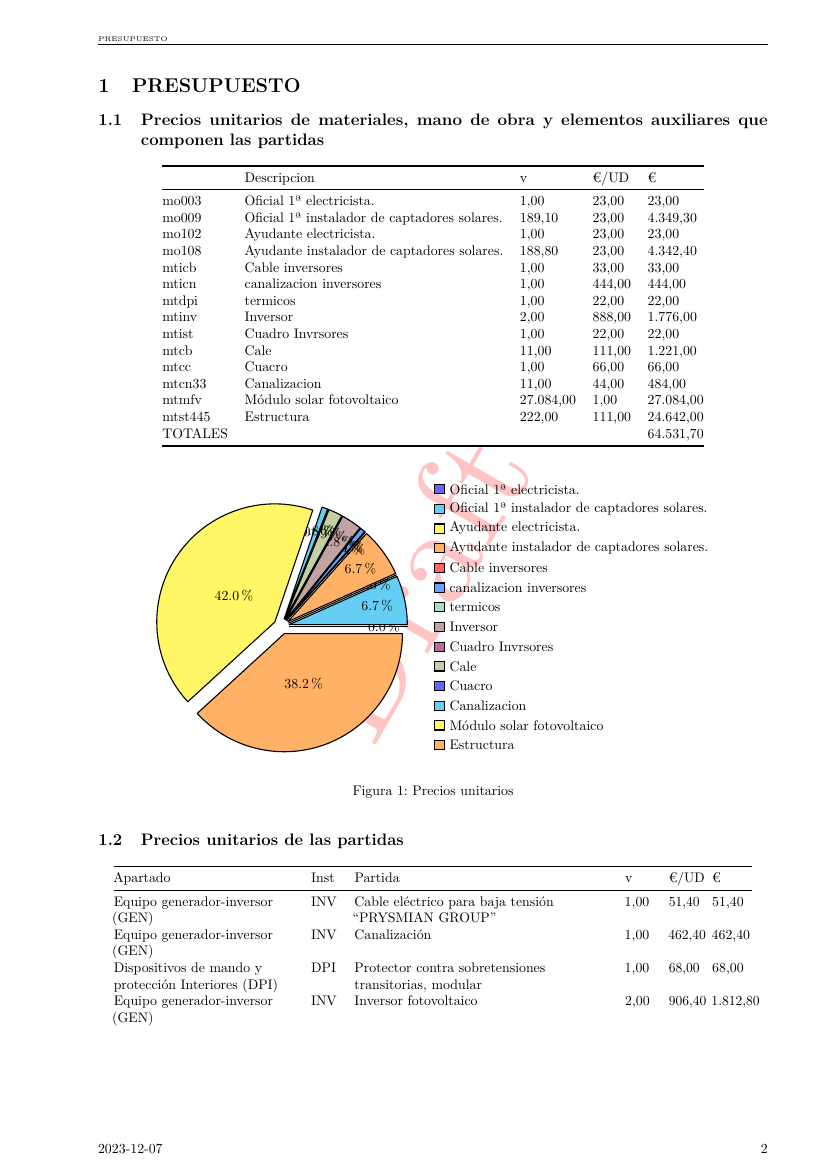 PRESUPUESTO
1 PRESUPUESTO
1.1 Precios unitarios de materiales, mano de obra y elementos auxiliares que
componen las partidas
Descripcion v €/UD €
mo003 Oficial 1ª electricista. 1,00 23,00 23,00
mo009 Oficial 1ª instalador de captadores solares. 189,10 23,00 4.349,30
mo102 Ayudante electricista. 1,00 23,00 23,00
mo108 Ayudante instalador de captadores solares. 188,80 23,00 4.342,40
mticb Cable inversores 1,00 33,00 33,00
mticn canalizacion inversores 1,00 444,00 444,00
mtdpi termicos 1,00 22,00 22,00
mtinv Inversor 2,00 888,00 1.776,00
mtist Cuadro Invrsores 1,00 22,00 22,00
mtcb Cale 11,00 111,00 1.221,00
mtcc Cuacro 1,00 66,00 66,00
mtcn33 Canalizacion 11,00 44,00 484,00
mtmfv Módulo solar fotovoltaico 27.084,00 1,00 27.084,00
mtst445 Estructura 222,00 111,00 24.642,00
TOTALES 64.531,70
Draft
42.0 %
6.7 %
6.7 %
0.0 %
38.2 %
Oficial 1ª electricista.
Oficial 1ª instalador de captadores solares.
Ayudante electricista.
Ayudante instalador de captadores solares.
Cable inversores
canalizacion inversores
termicos
Inversor
Cuadro Invrsores
Cale
Cuacro
Canalizacion
Módulo solar fotovoltaico
Estructura
Figura 1: Precios unitarios
1.2 Precios unitarios de las partidas
Apartado Inst Partida v €/UD €
Equipo generador-inversor INV Cable eléctrico para baja tensión 1,00 51,40 51,40
(GEN) “PRYSMIAN GROUP”
Equipo generador-inversor INV Canalización 1,00 462,40 462,40
(GEN)
Dispositivos de mando y DPI Protector contra sobretensiones 1,00 68,00 68,00
protección Interiores (DPI) transitorias, modular
Equipo generador-inversor INV Inversor fotovoltaico 2,00 906,40 1.812,80
(GEN)
2023-12-07 2